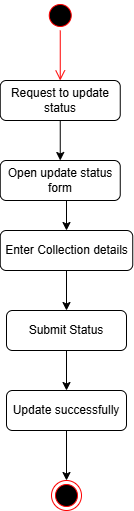 Request to update
status
Open update status
form
Enter Collection details
Submit Status
Update successfully